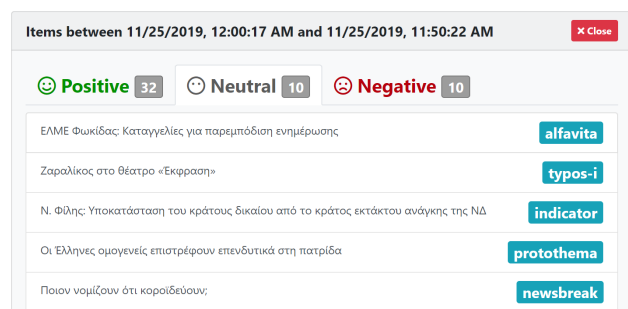 Items between 11/25/2019, 12:00:17 AM and 11/25/2019, 11:50:22 AM
× Close
Positive 32
Neutral 10
Negative 10
ΕΛΜΕ Φωκίδας: Καταγγελίες για παρεμπόδιση ενημέρωσης
alfavita
Ζαραλίκος στο θέατρο «Έκφραση»
typos-i
Ν. Φίλης: Υποκατάσταση του κράτους δικαίου από το κράτος εκτάκτου ανάγκης της ΝΔ
indicator
Οι Έλληνες ομογενείς επιστρέφουν επενδυτικά στη πατρίδα
protothema
Ποιον νομίζουν ότι κοροϊδεύουν;
newsbreak